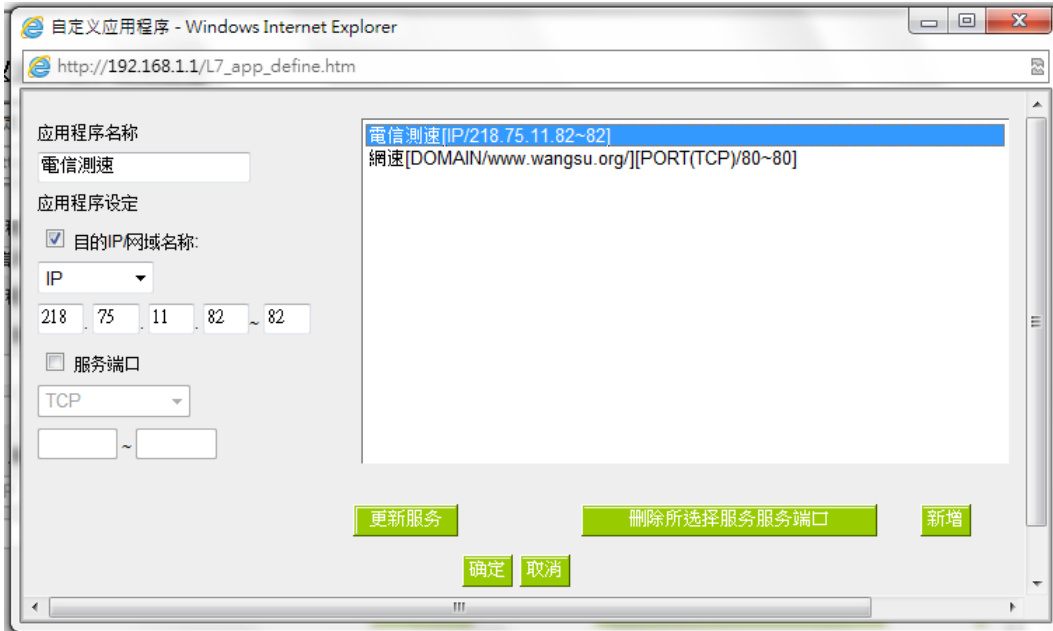 自定义应用程序 - Windows Internet Explorer
http://192.168.1.1/L7_app_define.htm
应用程序名称
電信測速
应用程序设定
目的IP/网域名称:
IP
218 . 75 . 11 . 82 ~ 82
服务端口
TCP
~
電信測速[IP/218.75.11.82~82]
網速[DOMAIN/www.wangsu.org/][PORT(TCP)/80~80]
更新服务
删除所选择服务服务端口
新增
确定
取消